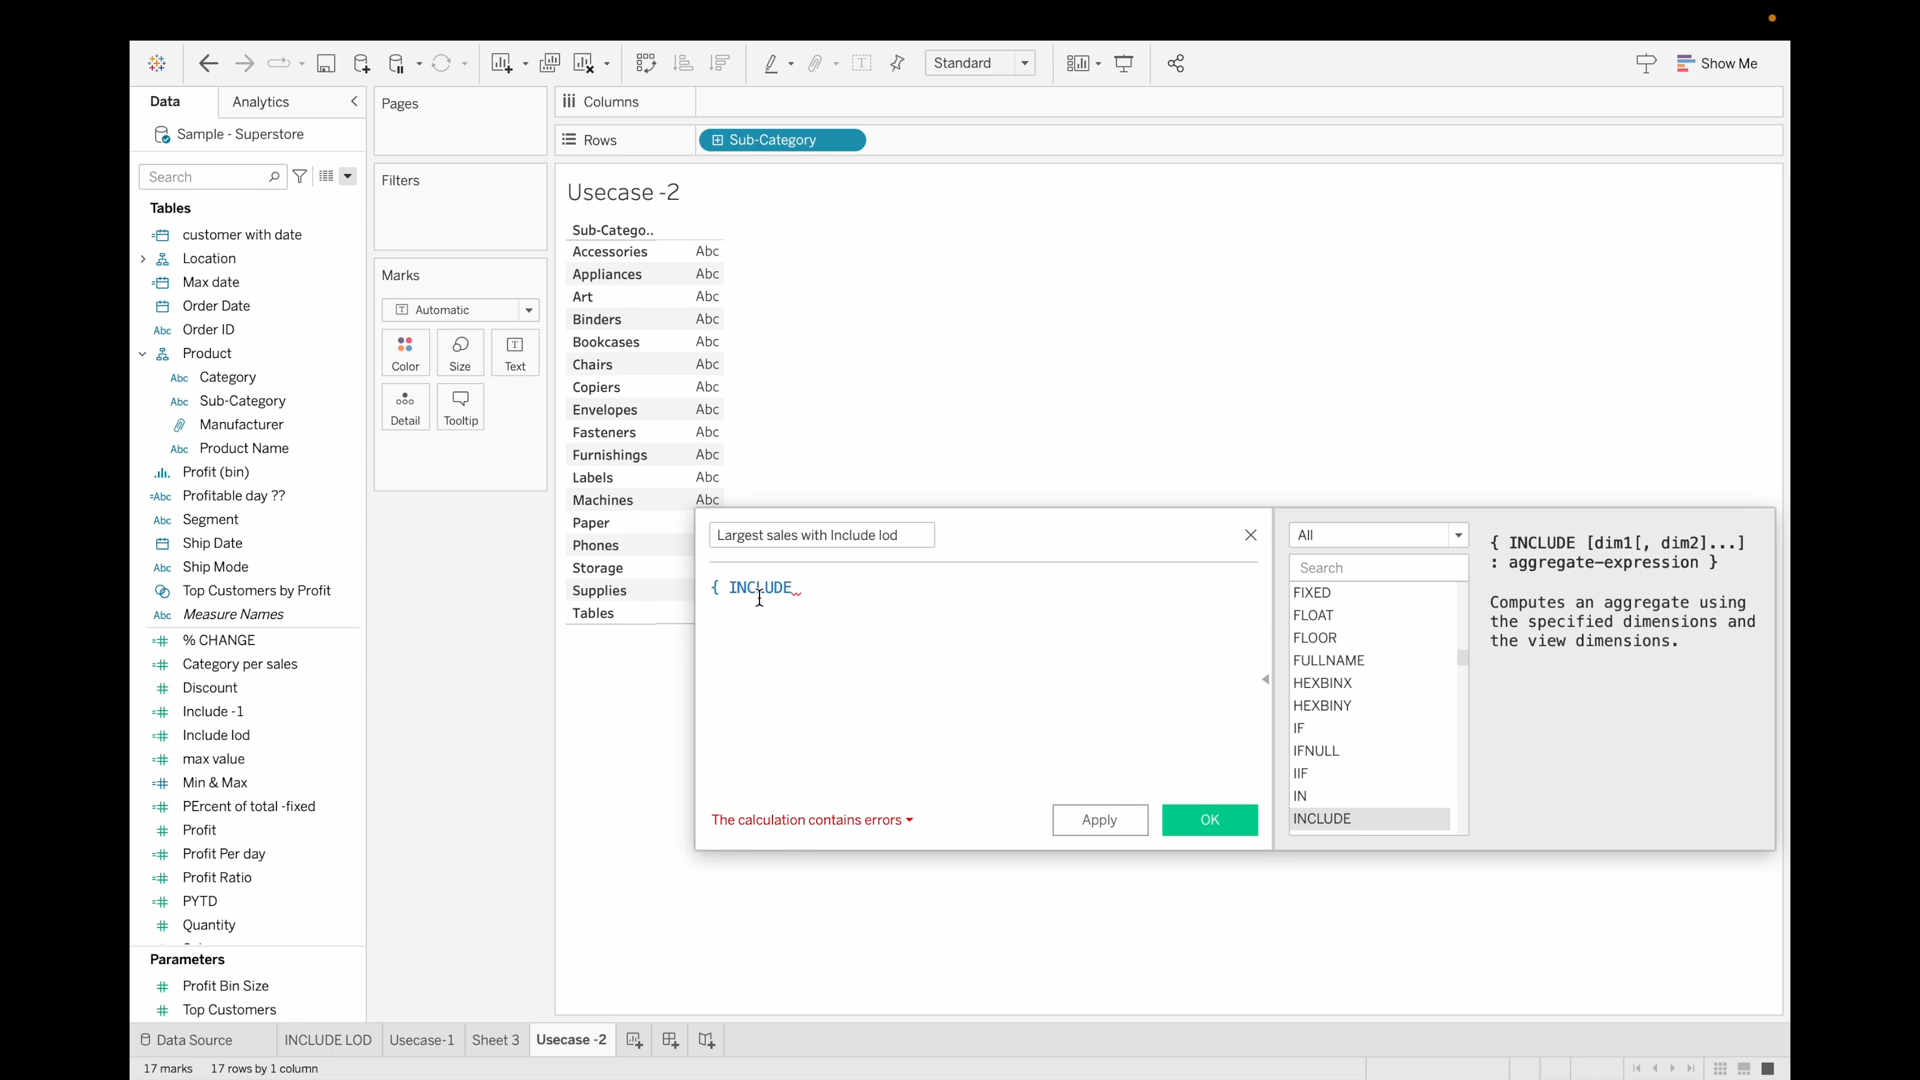 Standard
Show Me
Data
Analytics
Sample - Superstore
Search
Tables
customer with date
Location
Max date
Order Date
Abc Order ID
Product
Abc Category
Abc Sub-Category
Manufacturer
Abc Product Name
Profit (bin)
=Abc Profitable day ??
Abc Segment
Ship Date
Abc Ship Mode
Top Customers by Profit
Abc Measure Names
% CHANGE
Category per sales
Discount
Include -1
Include lod
max value
Min & Max
PErcent of total -fixed
Profit
Profit Per day
Profit Ratio
PYTD
Quantity
Parameters
Profit Bin Size
Top Customers
Pages
Filters
Marks
Automatic
Color
Size
Text
Detail
Tooltip
Columns
Rows
Sub-Category
Usecase -2
Sub-Catego..
Accessories Abc
Appliances Abc
Art Abc
Binders Abc
Bookcases Abc
Chairs Abc
Copiers Abc
Envelopes Abc
Fasteners Abc
Furnishings Abc
Labels Abc
Machines Abc
Paper
Phones
Storage
Supplies
Tables
Largest sales with Include lod
{ INCLUDE
The calculation contains errors
Apply
OK
All
Search
FIXED
FLOAT
FLOOR
FULLNAME
HEXBINX
HEXBINY
IF
IFNULL
IIF
IN
INCLUDE
{ INCLUDE [dim1[, dim2]...]
: aggregate-expression }
Computes an aggregate using
the specified dimensions and
the view dimensions.
Data Source
INCLUDE LOD
Usecase-1
Sheet 3
Usecase -2
17 marks
17 rows by 1 column